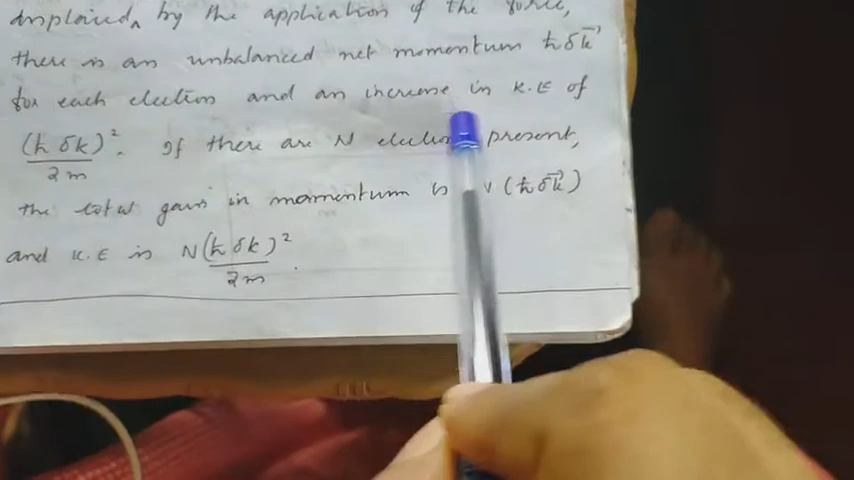 displaced, by the application of the force,
there is an unbalanced net momentum ħδk⃗
for each electron and an increase in K.E of
(ħδk)²/2m. If there are N electrons present,
the total gain in momentum is N(ħδk⃗)
and K.E is N(ħδk)²/2m.